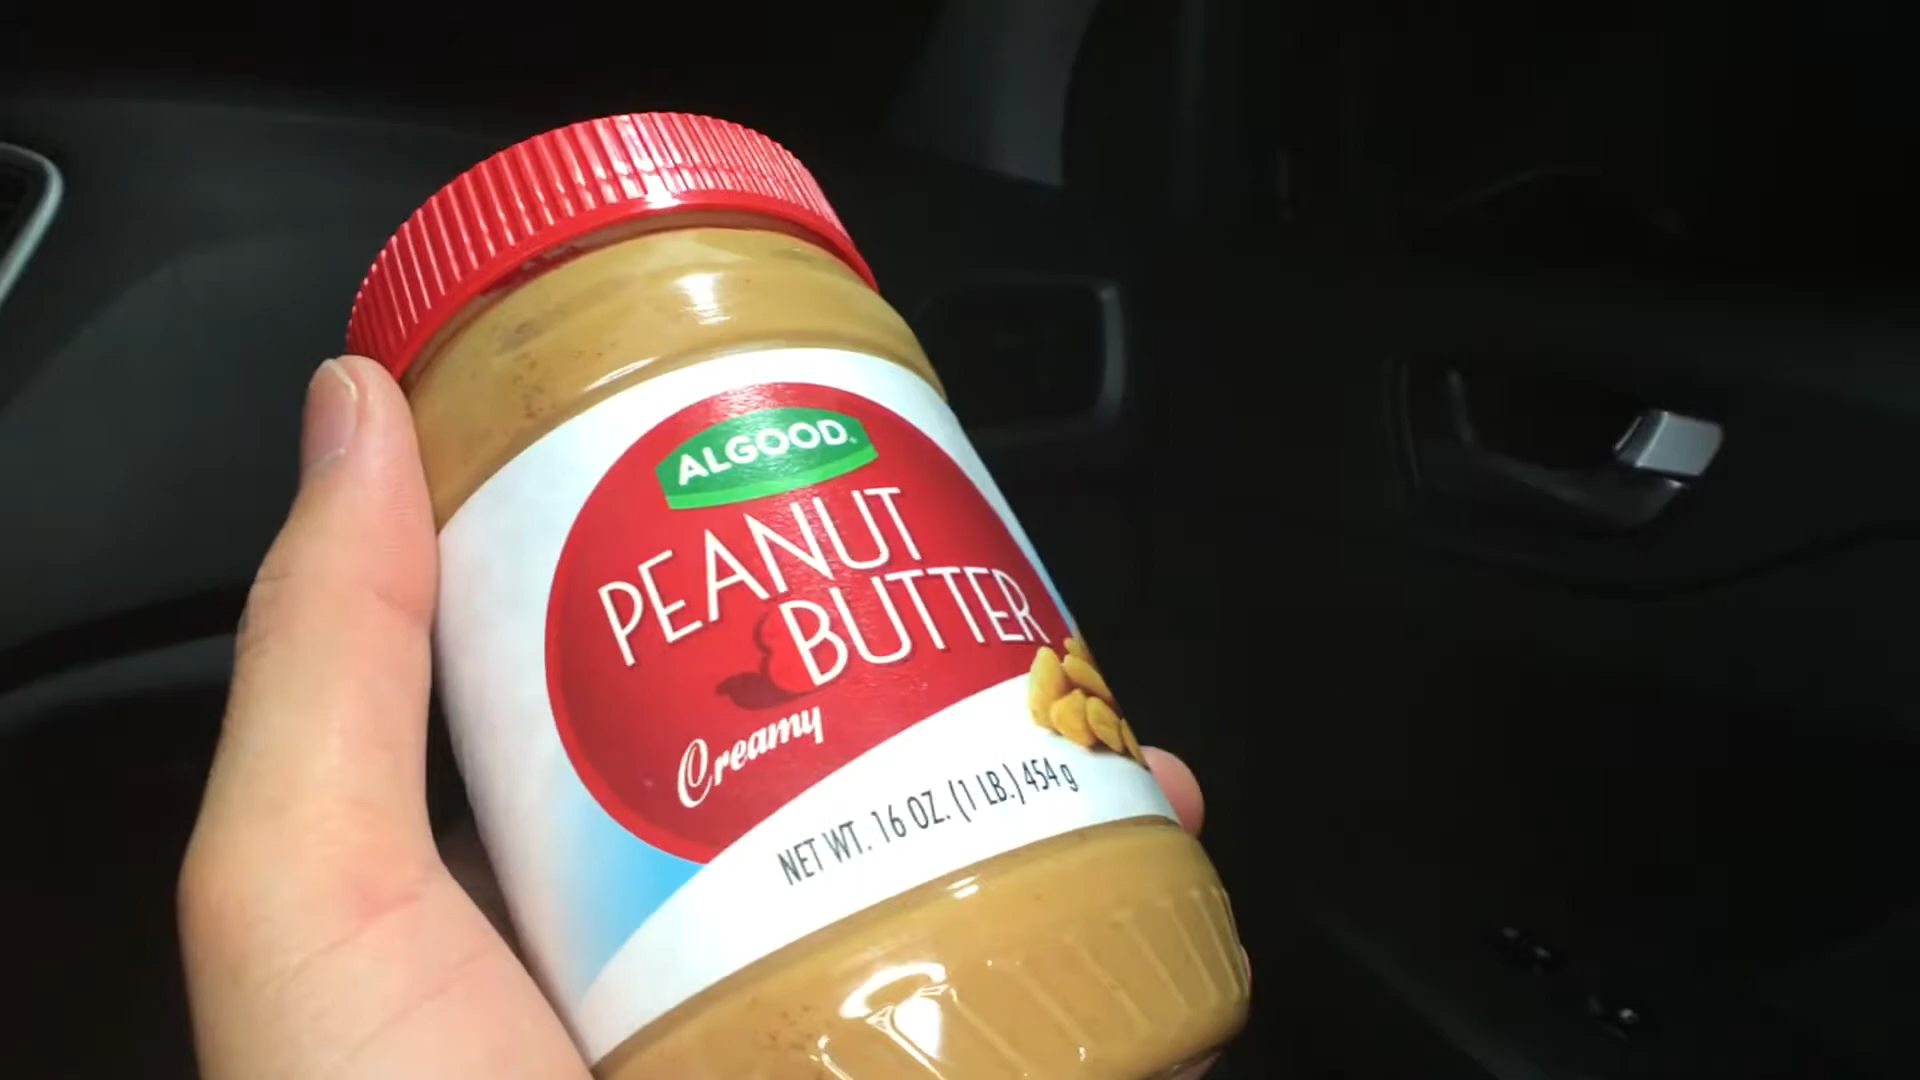 ALGOOD®
PEANUT
BUTTER
Creamy
NET WT. 16 OZ. (1 LB.) 454 g